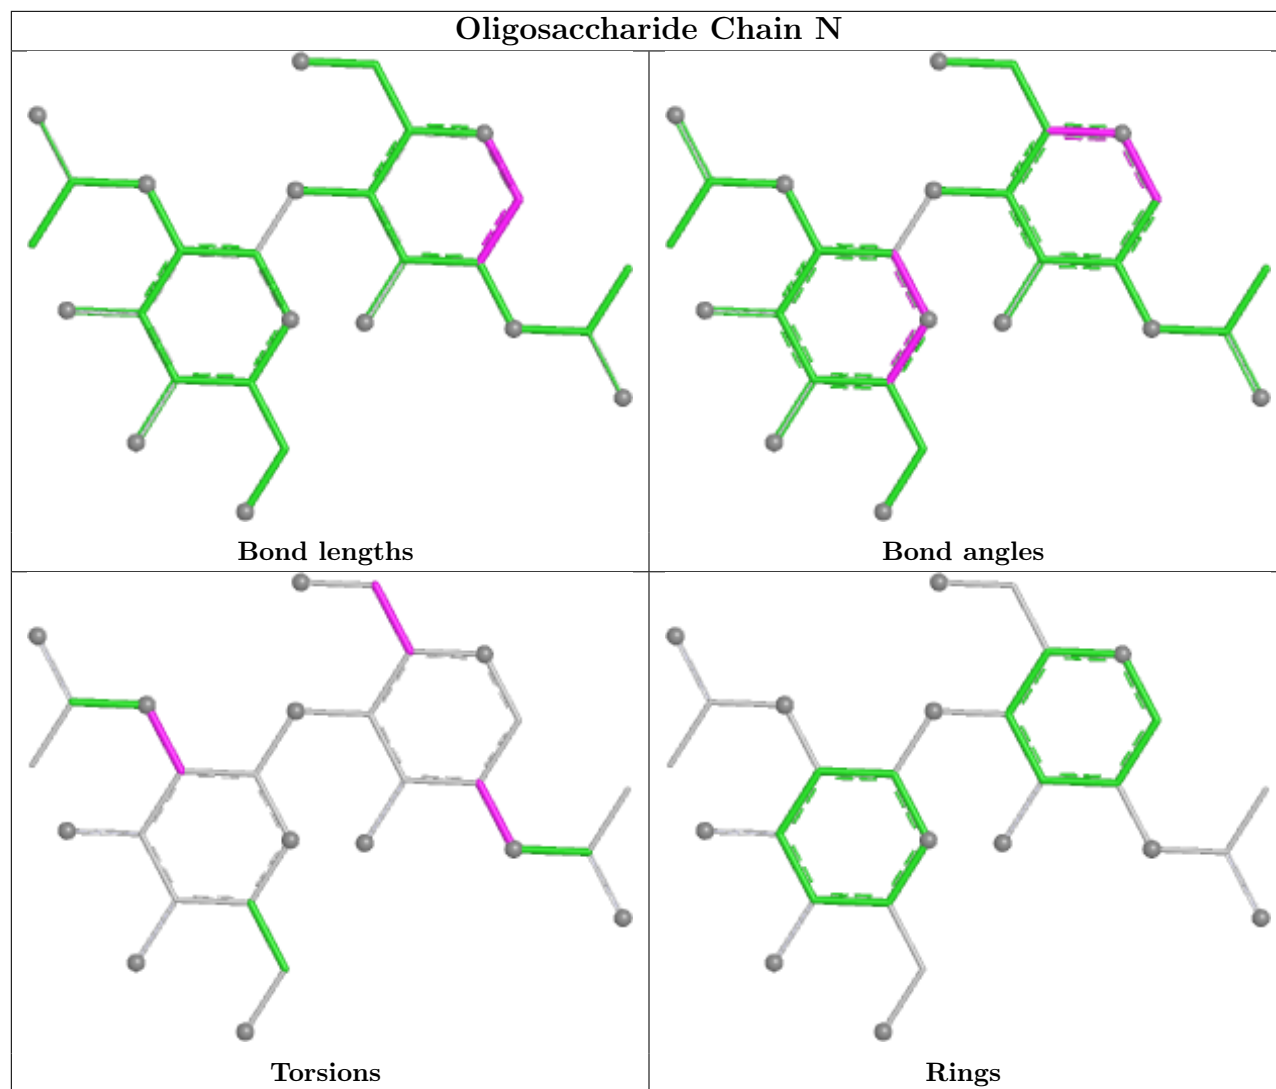 Oligosaccharide Chain N
Bond lengths
Bond angles
Torsions
Rings